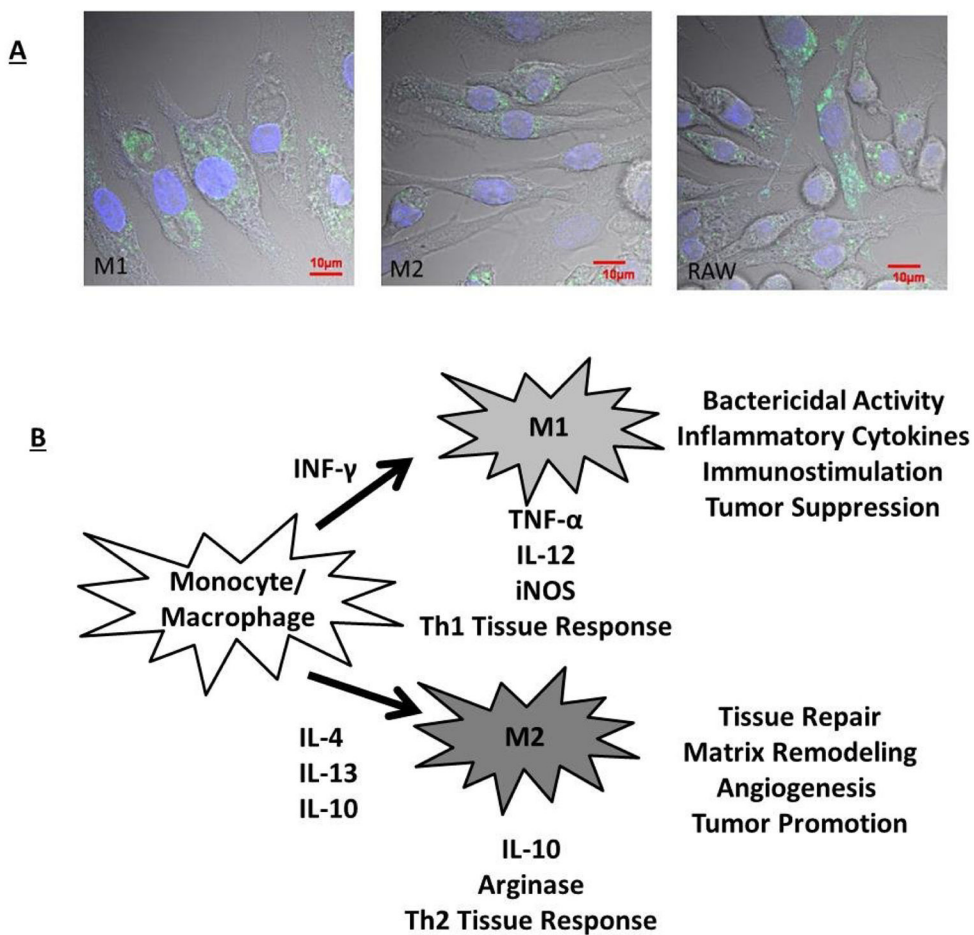 A
M1
10μm
M2
10μm
RAW
10μm
B
INF-γ
M1
Bactericidal Activity
Inflammatory Cytokines
Immunostimulation
Tumor Suppression
TNF-α
IL-12
iNOS
Th1 Tissue Response
Monocyte/
Macrophage
IL-4
IL-13
IL-10
M2
Tissue Repair
Matrix Remodeling
Angiogenesis
Tumor Promotion
IL-10
Arginase
Th2 Tissue Response